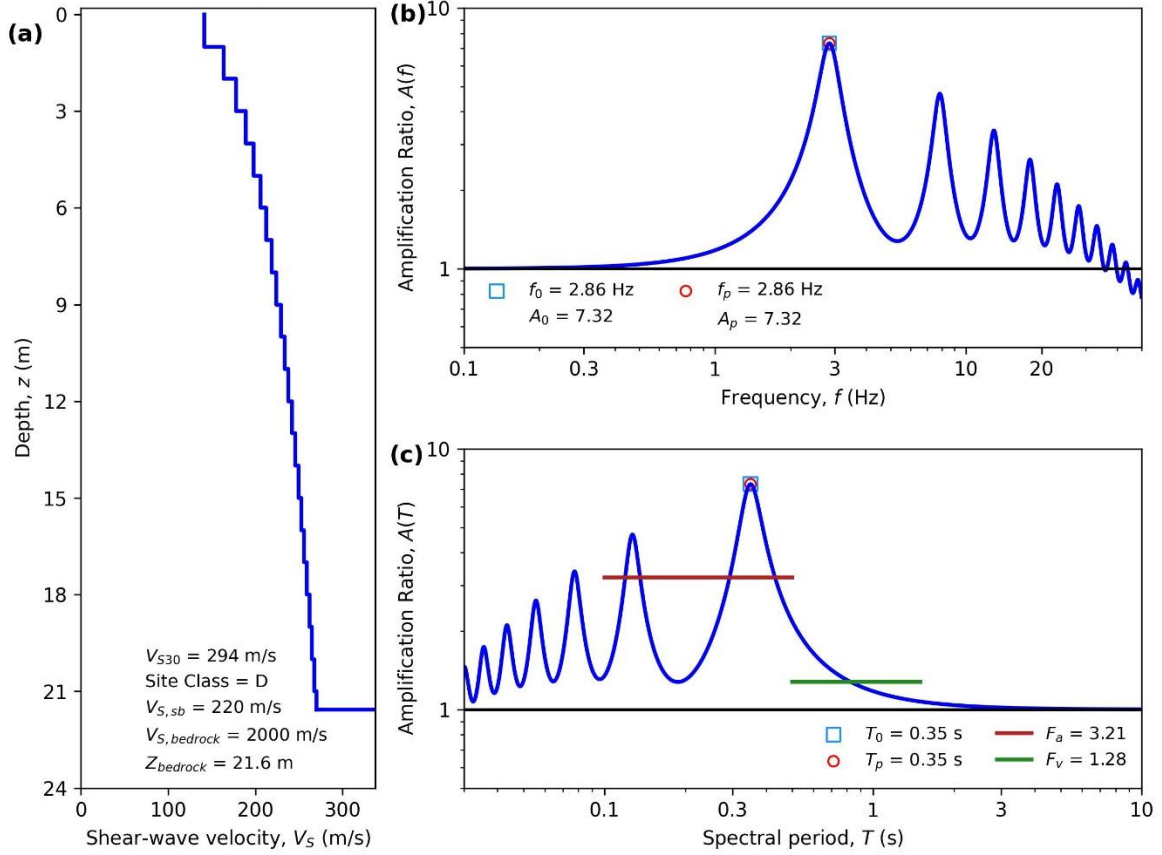 (a)
0
3
6
9
12
15
18
21
24
Depth, z (m)
V_S30 = 294 m/s
Site Class = D
V_S,sb = 220 m/s
V_S,bedrock = 2000 m/s
Z_bedrock = 21.6 m
0 100 200 300
Shear-wave velocity, V_S (m/s)
(b)
10
1
Amplification Ratio, A(f)
f_0 = 2.86 Hz
A_0 = 7.32
f_p = 2.86 Hz
A_p = 7.32
0.1 0.3 1 3 10 20
Frequency, f (Hz)
(c)
10
1
Amplification Ratio, A(T)
T_0 = 0.35 s
T_p = 0.35 s
F_a = 3.21
F_v = 1.28
0.1 0.3 1 3 10
Spectral period, T (s)